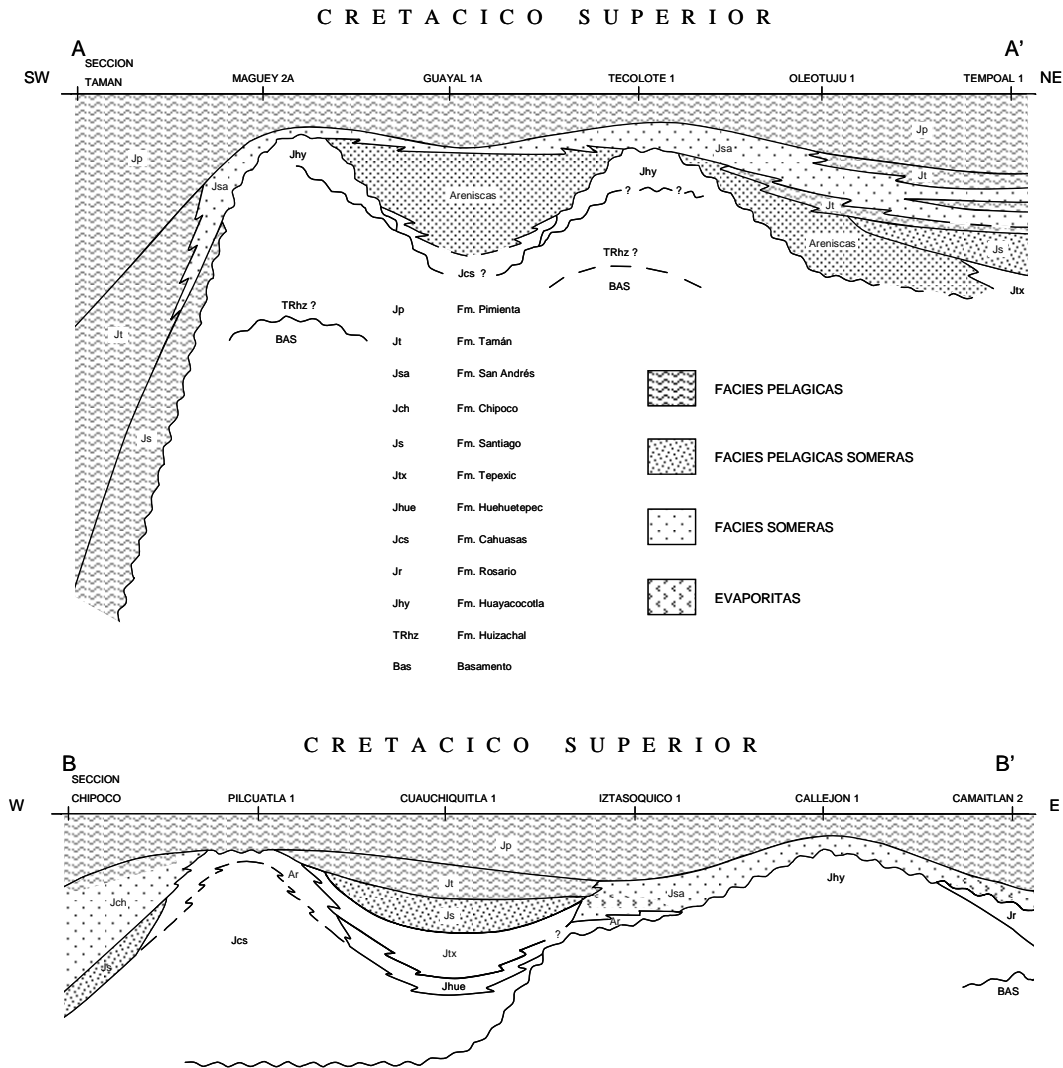 CRETACICO SUPERIOR
A A'
SECCION
SW TAMAN MAGUEY 2A GUAYAL 1A TECOLOTE 1 OLEOTUJU 1 TEMPOAL 1 NE
Jp
Jp
Jsa
Jhy
Jsa
Jhy
Jt
? ?
Areniscas
Jt
Areniscas
Js
TRhz ?
Jcs ?
BAS
Jtx
TRhz ?
BAS
Jt
Js
Jp Fm. Pimienta
Jt Fm. Tamán
Jsa Fm. San Andrés
Jch Fm. Chipoco
Js Fm. Santiago
Jtx Fm. Tepexic
Jhue Fm. Huehuetepec
Jcs Fm. Cahuasas
Jr Fm. Rosario
Jhy Fm. Huayacocotla
TRhz Fm. Huizachal
Bas Basamento
FACIES PELAGICAS
FACIES PELAGICAS SOMERAS
FACIES SOMERAS
EVAPORITAS
CRETACICO SUPERIOR
B B'
SECCION
W CHIPOCO PILCUATLA 1 CUAUCHIQUITLA 1 IZTASOQUICO 1 CALLEJON 1 CAMAITLAN 2 E
Jp
Ar
Jt
Jhy
Jsa
Jch
Js
Ar
Jr
?
Jcs
Jtx
Js
Jhue
BAS